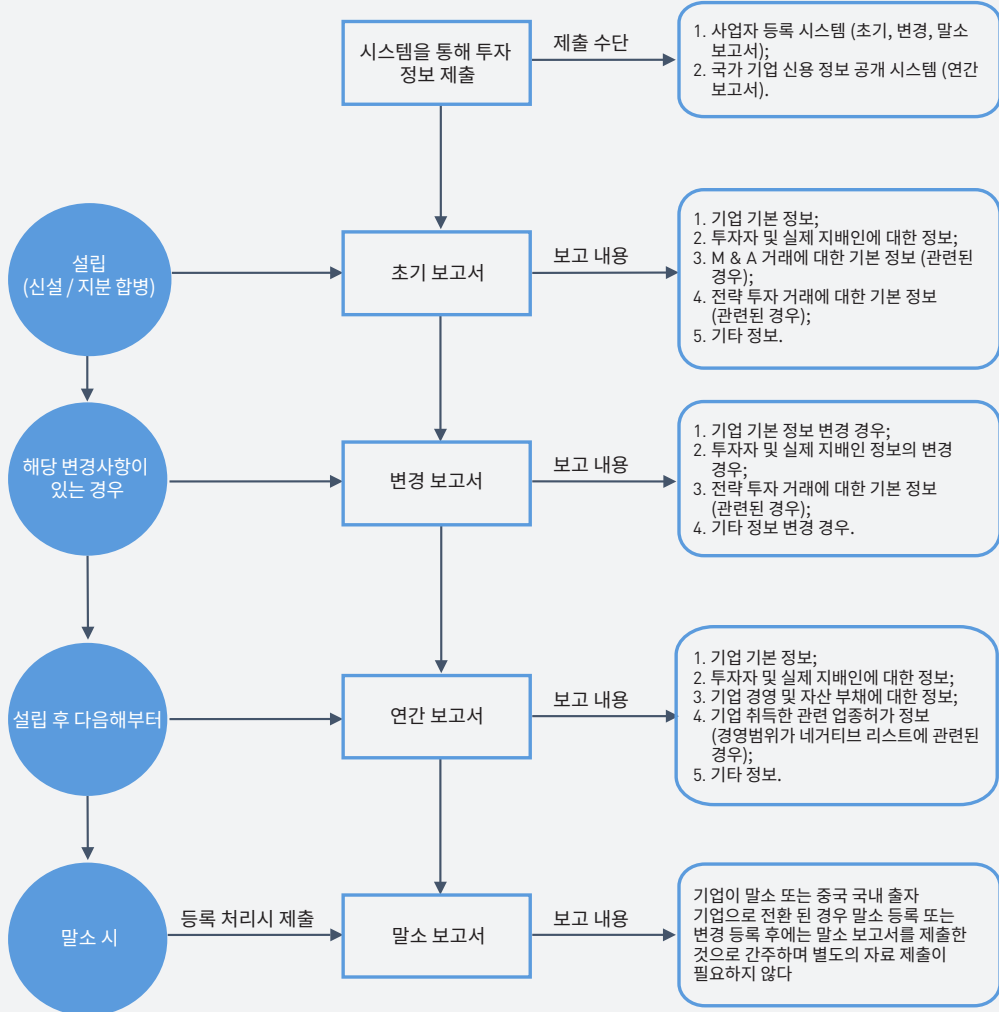 시스템을 통해 투자
정보 제출
제출 수단
1. 사업자 등록 시스템 (초기, 변경, 말소
보고서);
2. 국가 기업 신용 정보 공개 시스템 (연간
보고서).
설립
(신설 / 지분 합병)
초기 보고서
보고 내용
1. 기업 기본 정보;
2. 투자자 및 실제 지배인에 대한 정보;
3. M & A 거래에 대한 기본 정보 (관련된
경우);
4. 전략 투자 거래에 대한 기본 정보
(관련된 경우);
5. 기타 정보.
해당 변경사항이
있는 경우
변경 보고서
보고 내용
1. 기업 기본 정보 변경 경우;
2. 투자자 및 실제 지배인 정보의 변경
경우;
3. 전략 투자 거래에 대한 기본 정보
(관련된 경우);
4. 기타 정보 변경 경우.
설립 후 다음해부터
연간 보고서
보고 내용
1. 기업 기본 정보;
2. 투자자 및 실제 지배인에 대한 정보;
3. 기업 경영 및 자산 부채에 대한 정보;
4. 기업 취득한 관련 업종허가 정보
(경영범위가 네거티브 리스트에 관련된
경우);
5. 기타 정보.
말소 시
등록 처리시 제출
말소 보고서
보고 내용
기업이 말소 또는 중국 국내 출자
기업으로 전환 된 경우 말소 등록 또는
변경 등록 후에는 말소 보고서를 제출한
것으로 간주하며 별도의 자료 제출이
필요하지 않다